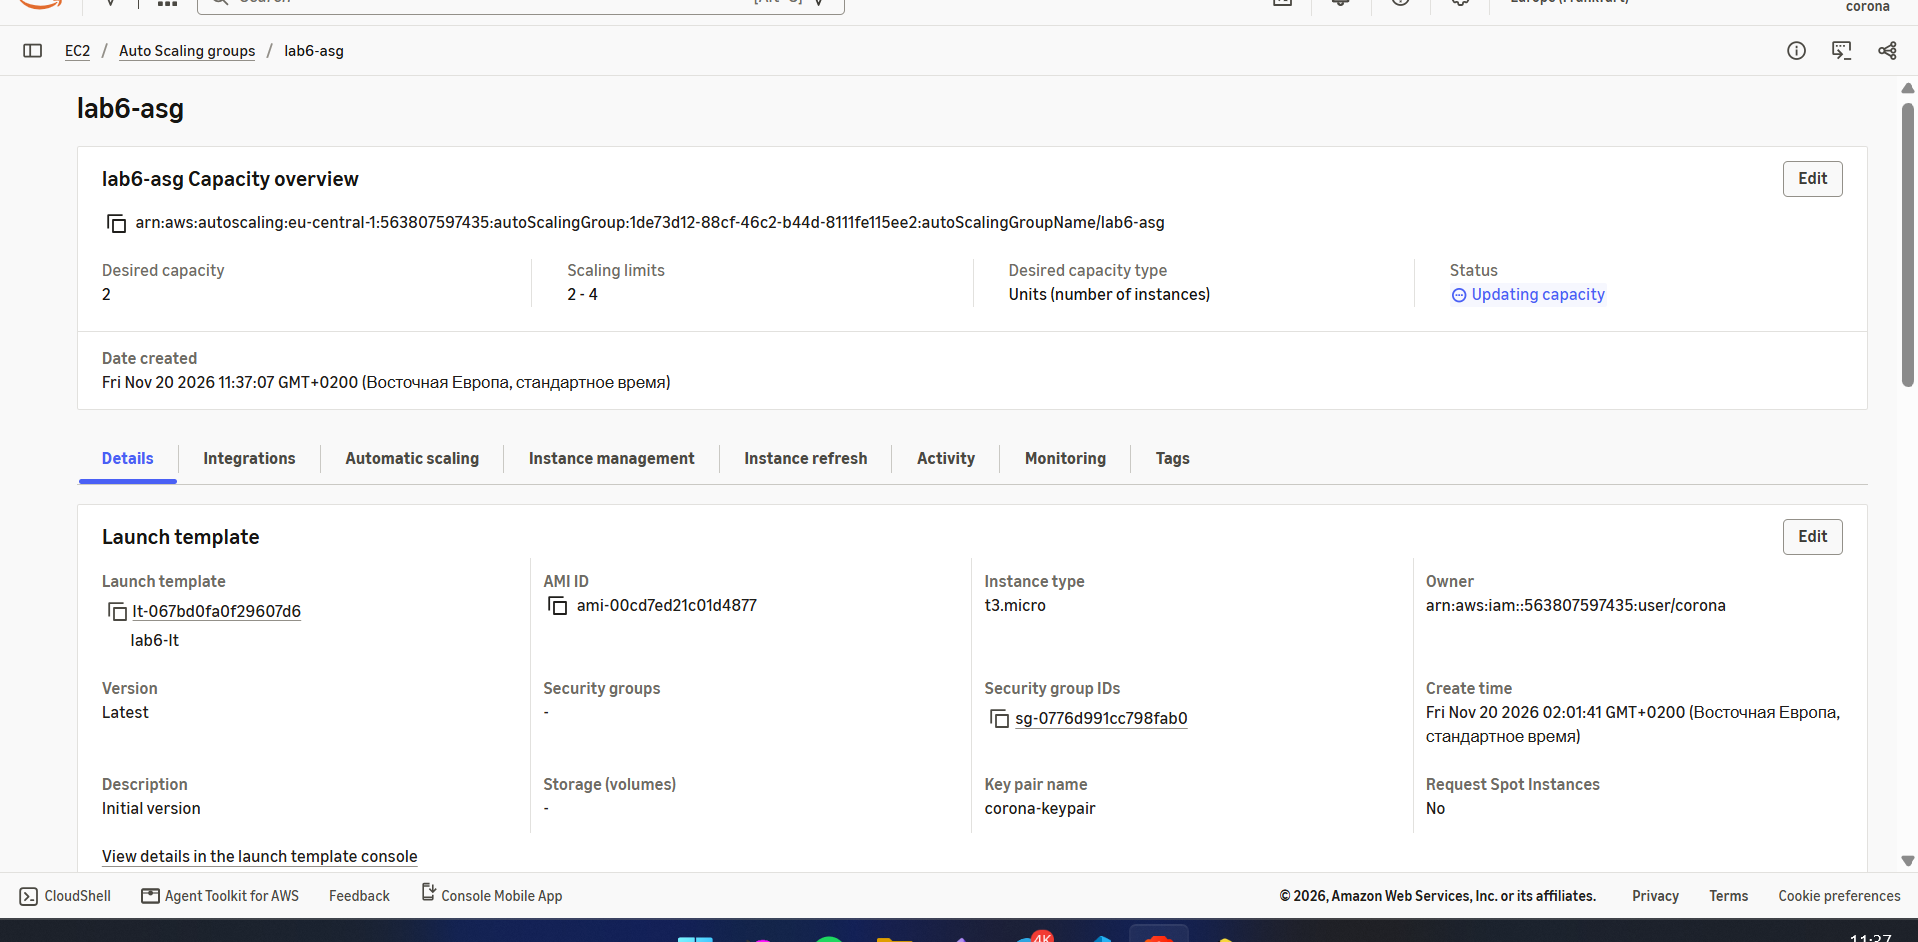 corona
EC2 / Auto Scaling groups / lab6-asg
lab6-asg
lab6-asg Capacity overview
Edit
arn:aws:autoscaling:eu-central-1:563807597435:autoScalingGroup:1de73d12-88cf-46c2-b44d-8111fe115ee2:autoScalingGroupName/lab6-asg
Desired capacity
2
Scaling limits
2 - 4
Desired capacity type
Units (number of instances)
Status
Updating capacity
Date created
Fri Nov 20 2026 11:37:07 GMT+0200 (Восточная Европа, стандартное время)
Details
Integrations
Automatic scaling
Instance management
Instance refresh
Activity
Monitoring
Tags
Launch template
Edit
Launch template
lt-067bd0fa0f29607d6
lab6-lt
AMI ID
ami-00cd7ed21c01d4877
Instance type
t3.micro
Owner
arn:aws:iam::563807597435:user/corona
Version
Latest
Security groups
-
Security group IDs
sg-0776d991cc798fab0
Create time
Fri Nov 20 2026 02:01:41 GMT+0200 (Восточная Европа,
стандартное время)
Description
Initial version
Storage (volumes)
-
Key pair name
corona-keypair
Request Spot Instances
No
View details in the launch template console
CloudShell
Agent Toolkit for AWS
Feedback
Console Mobile App
© 2026, Amazon Web Services, Inc. or its affiliates.
Privacy
Terms
Cookie preferences
4K
11:37